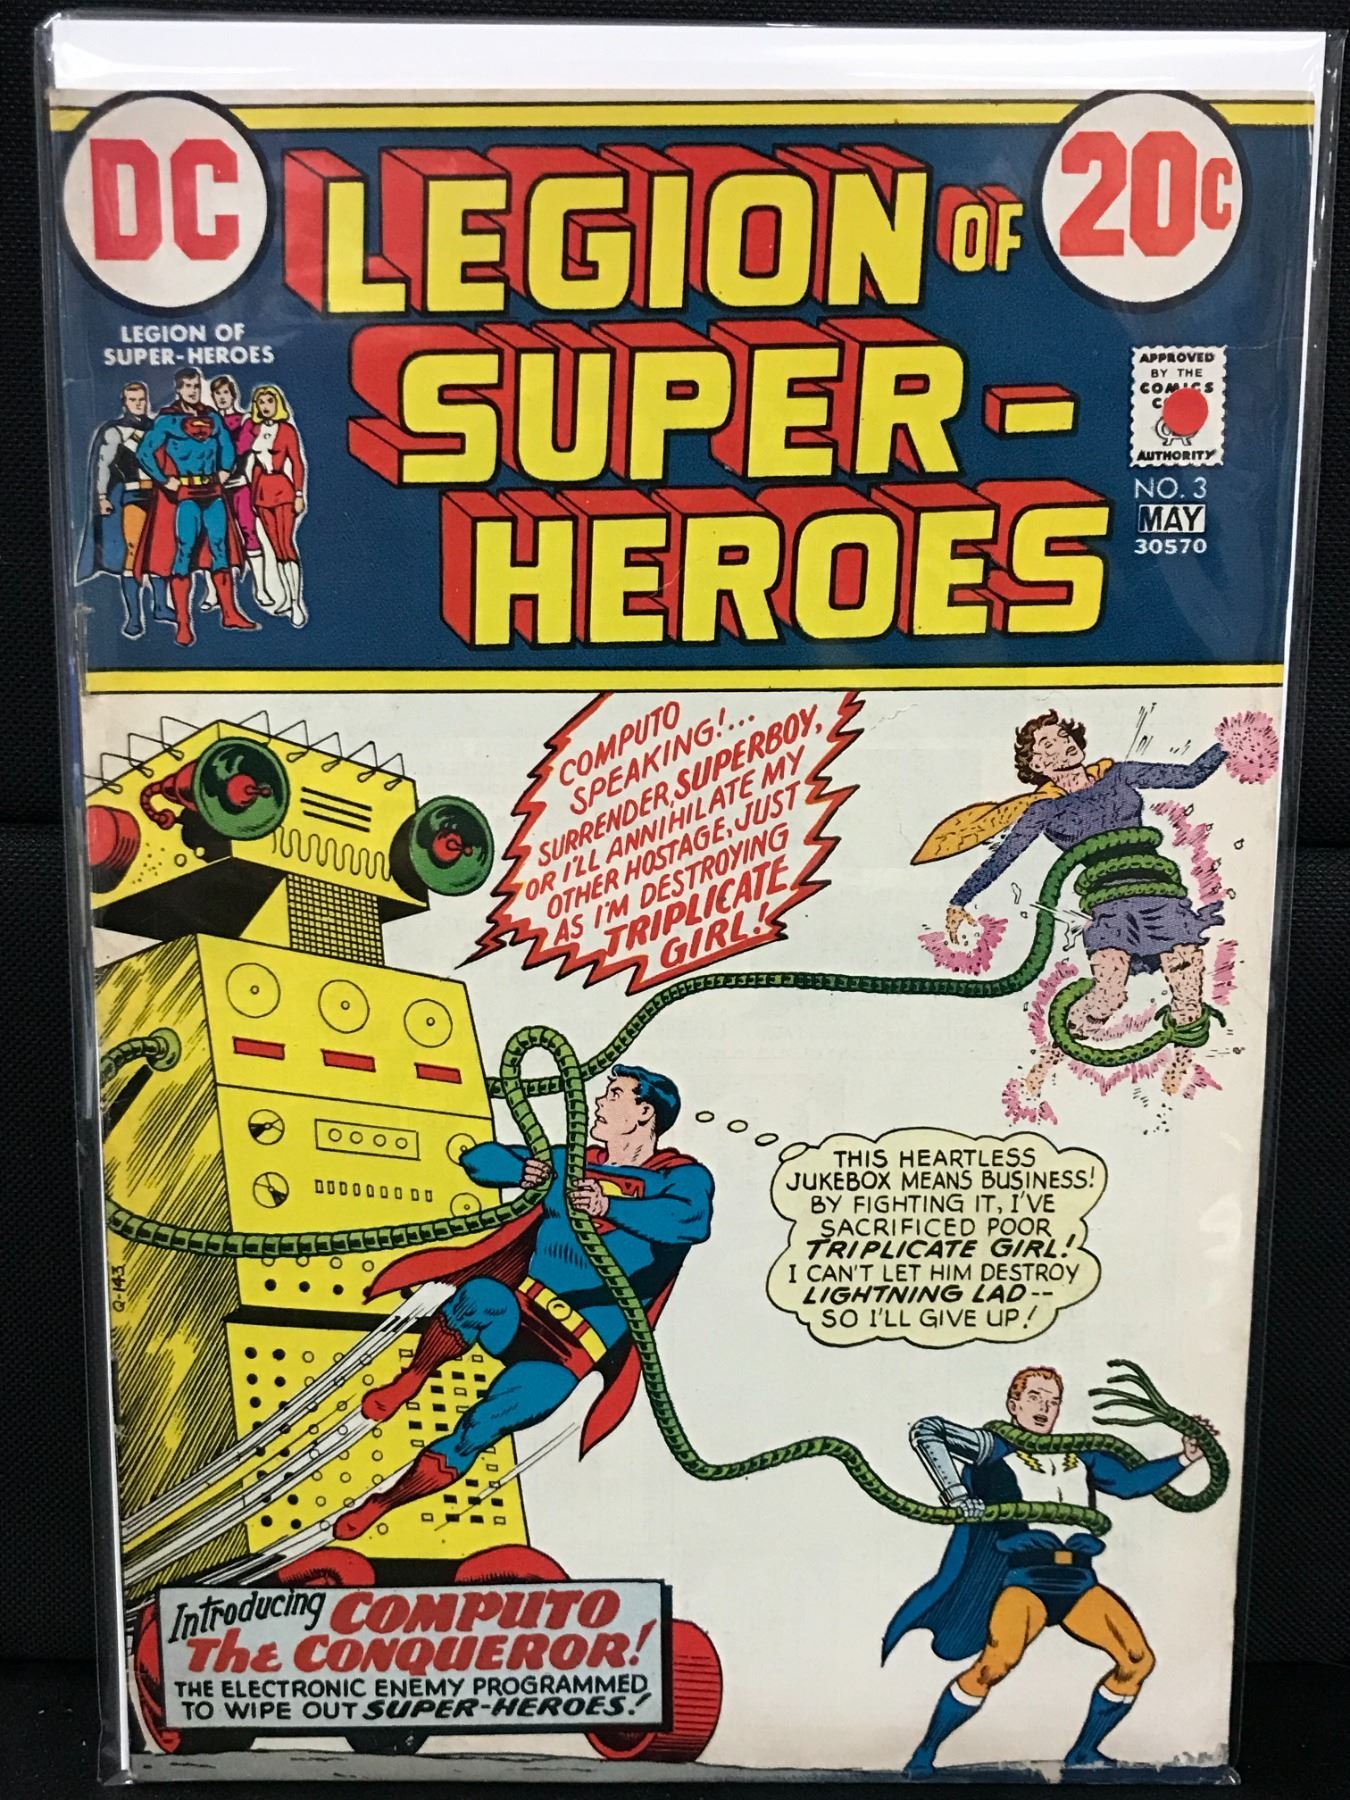 DC
LEGION OF
SUPER-
HEROES
20c
LEGION OF
SUPER-HEROES
APPROVED
BY THE
COMICS
AUTHORITY
NO. 3
MAY
30570
COMPUTO
SPEAKING!...
SURRENDER, SUPERBOY,
OR I'LL ANNIHILATE MY
OTHER HOSTAGE, JUST
AS I'M DESTROYING
TRIPLICATE
GIRL!
THIS HEARTLESS
JUKEBOX MEANS BUSINESS!
BY FIGHTING IT, I'VE
SACRIFICED POOR
TRIPLICATE GIRL!
I CAN'T LET HIM DESTROY
LIGHTNING LAD--
SO I'LL GIVE UP!
Q-143
Introducing COMPUTO
The CONQUEROR!
THE ELECTRONIC ENEMY PROGRAMMED
TO WIPE OUT SUPER-HEROES!